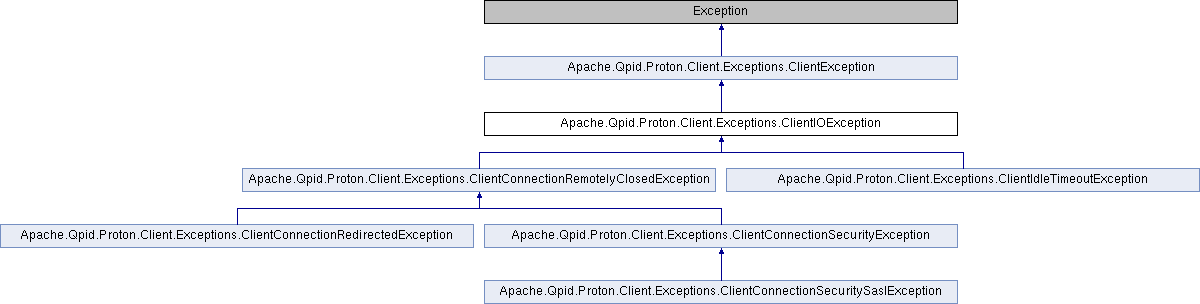 Exception
Apache.Qpid.Proton.Client.Exceptions.ClientException
Apache.Qpid.Proton.Client.Exceptions.ClientIOException
Apache.Qpid.Proton.Client.Exceptions.ClientConnectionRemotelyClosedException
Apache.Qpid.Proton.Client.Exceptions.ClientIdleTimeoutException
Apache.Qpid.Proton.Client.Exceptions.ClientConnectionRedirectedException
Apache.Qpid.Proton.Client.Exceptions.ClientConnectionSecurityException
Apache.Qpid.Proton.Client.Exceptions.ClientConnectionSecuritySaslException